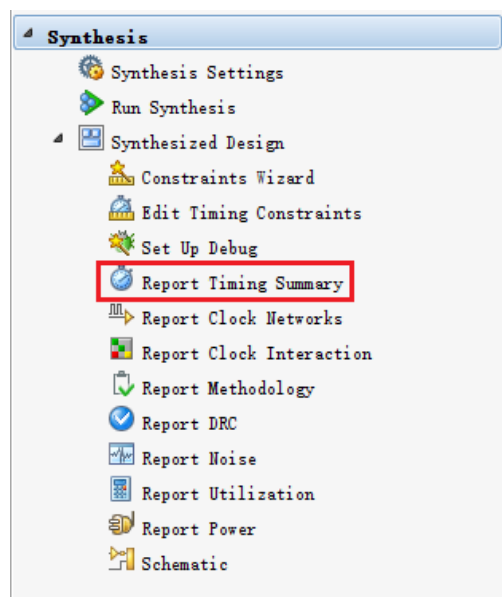 Synthesis
Synthesis Settings
Run Synthesis
Synthesized Design
Constraints Wizard
Edit Timing Constraints
Set Up Debug
Report Timing Summary
Report Clock Networks
Report Clock Interaction
Report Methodology
Report DRC
Report Noise
Report Utilization
Report Power
Schematic